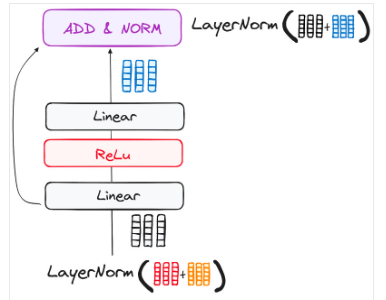 ADD & NORM
LayerNorm ( + )
Linear
ReLu
Linear
LayerNorm ( + )